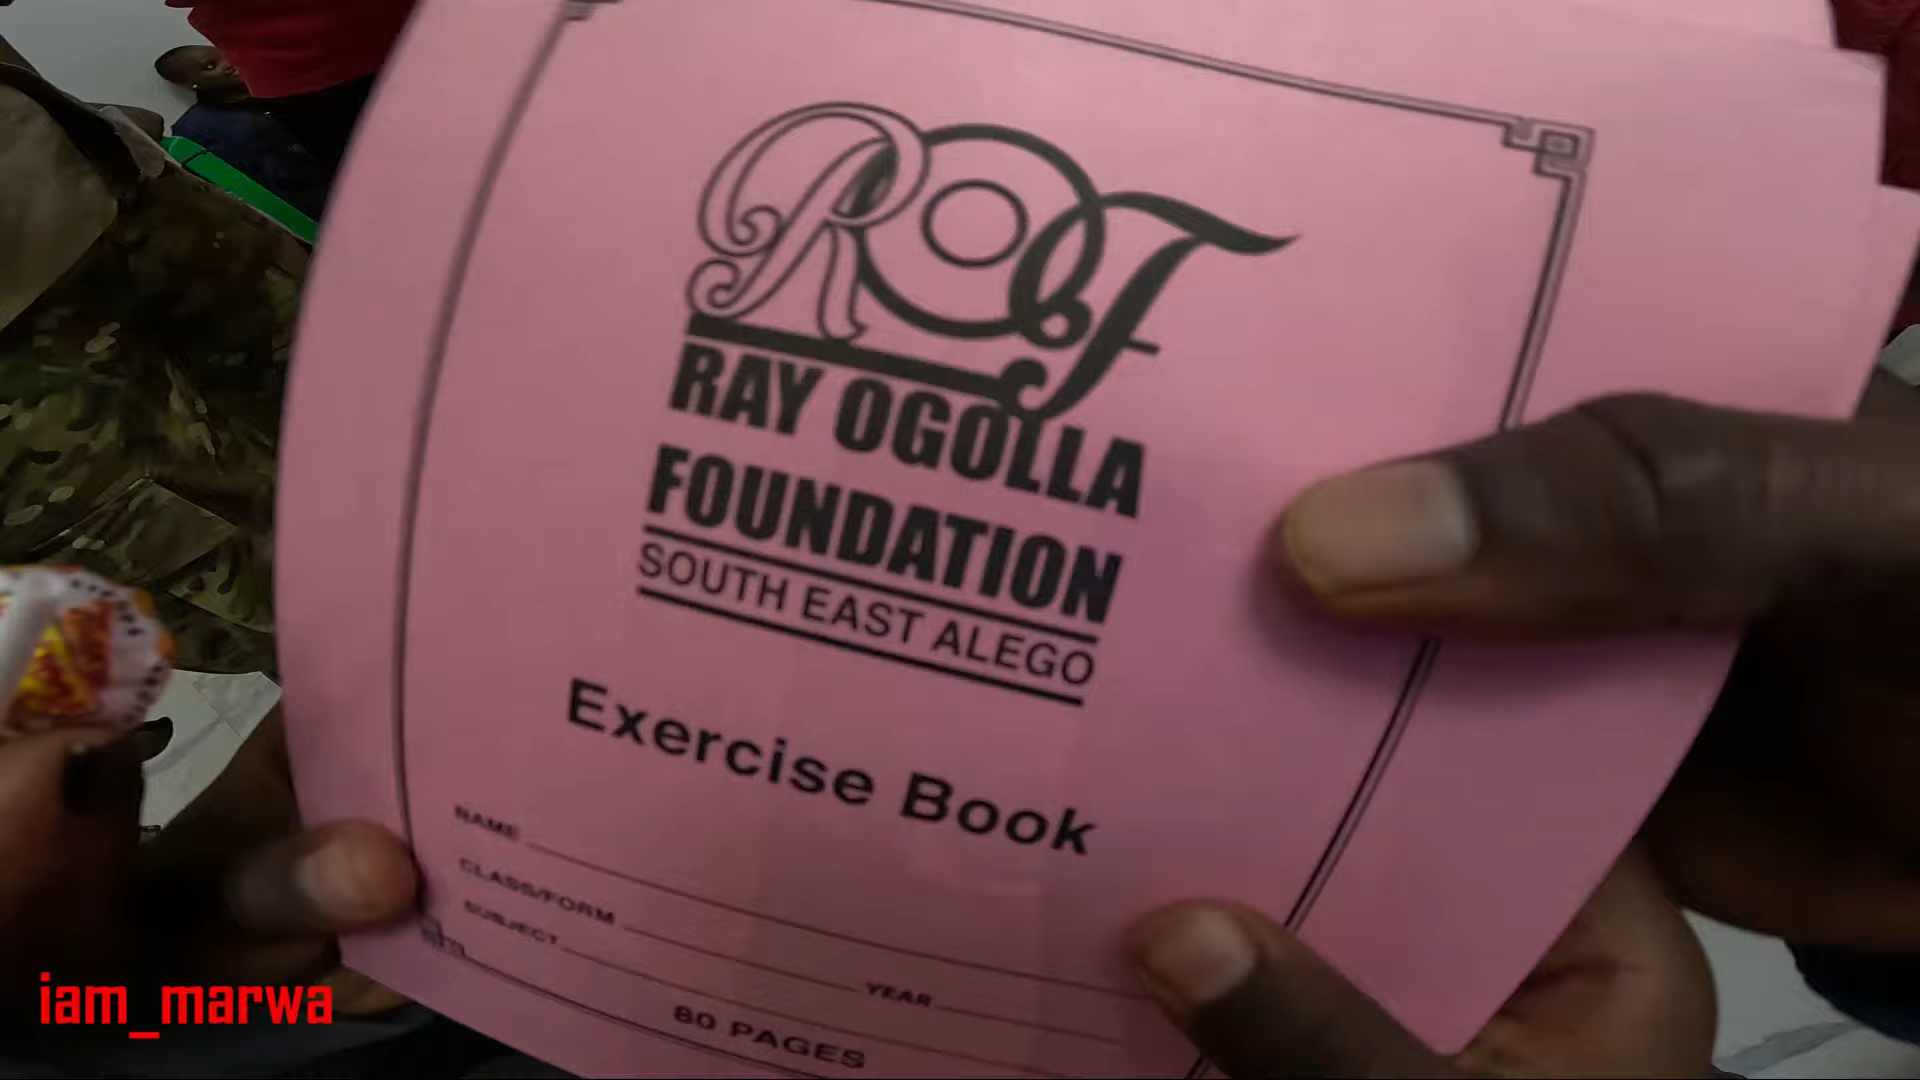 ROF
RAY OGOLLA
FOUNDATION
SOUTH EAST ALEGO
Exercise Book
NAME
CLASS/FORM
SUBJECT
YEAR
80 PAGES
iam_marwa